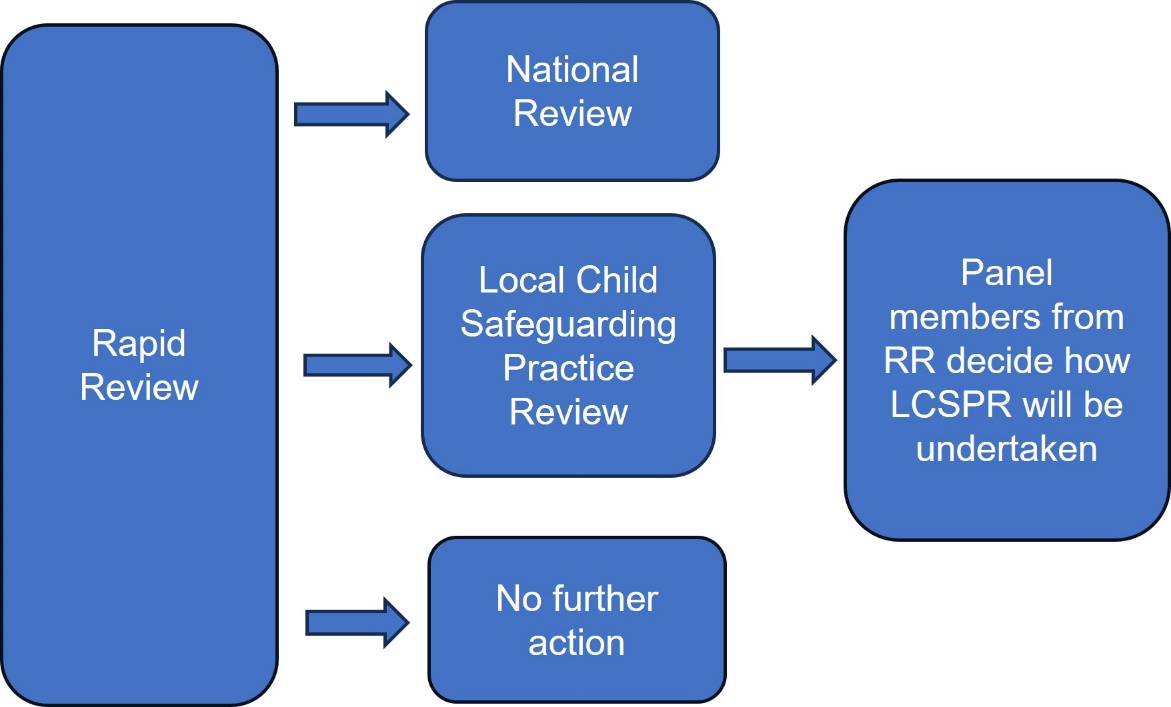 Rapid
Review
National
Review
Local Child
Safeguarding
Practice
Review
Panel
members from
RR decide how
LCSPR will be
undertaken
No further
action